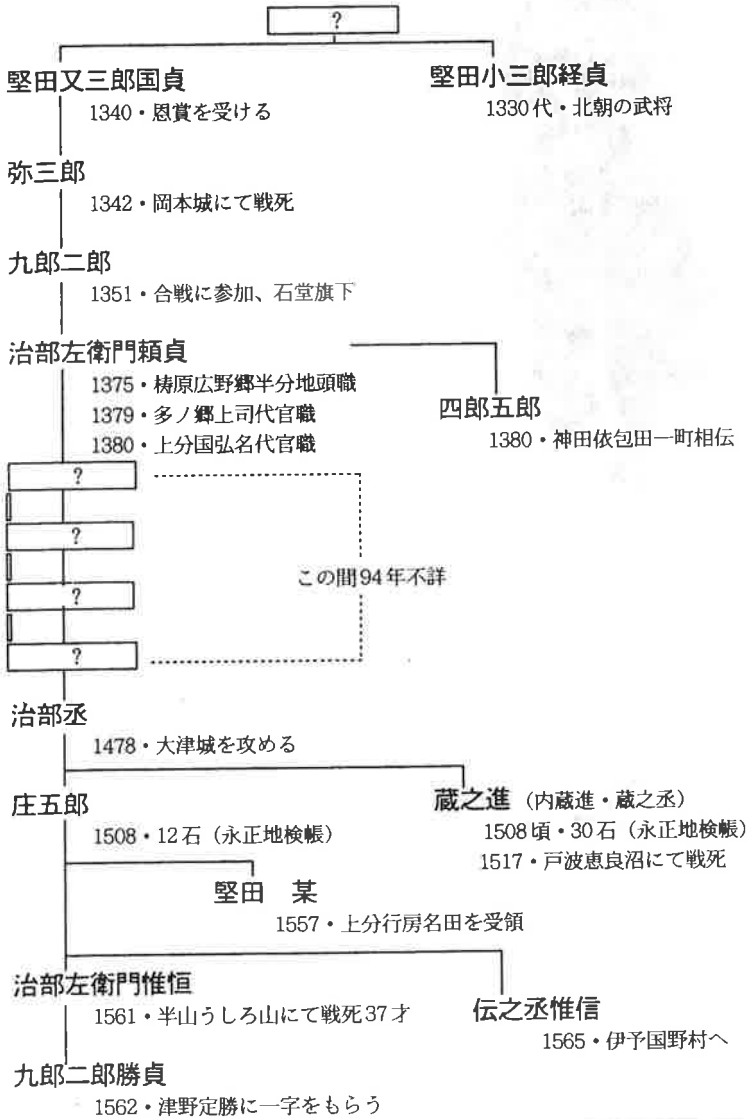 ?
堅田又三郎国貞
1340・恩賞を受ける
堅田小三郎経貞
1330代・北朝の武将
弥三郎
1342・岡本城にて戦死
九郎二郎
1351・合戦に参加、石堂旗下
治部左衛門頼貞
1375・梼原広野郷半分地頭職
1379・多ノ郷上司代官職
1380・上分国弘名代官職
四郎五郎
1380・神田依包田一町相伝
?
?
?
?
この間94年不詳
治部丞
1478・大津城を攻める
庄五郎
1508・12石（永正地検帳）
蔵之進（内蔵進・蔵之丞）
1508頃・30石（永正地検帳）
1517・戸波恵良沼にて戦死
堅田　某
1557・上分行房名田を受領
治部左衛門惟恒
1561・半山うしろ山にて戦死37才
伝之丞惟信
1565・伊予国野村へ
九郎二郎勝貞
1562・津野定勝に一字をもらう